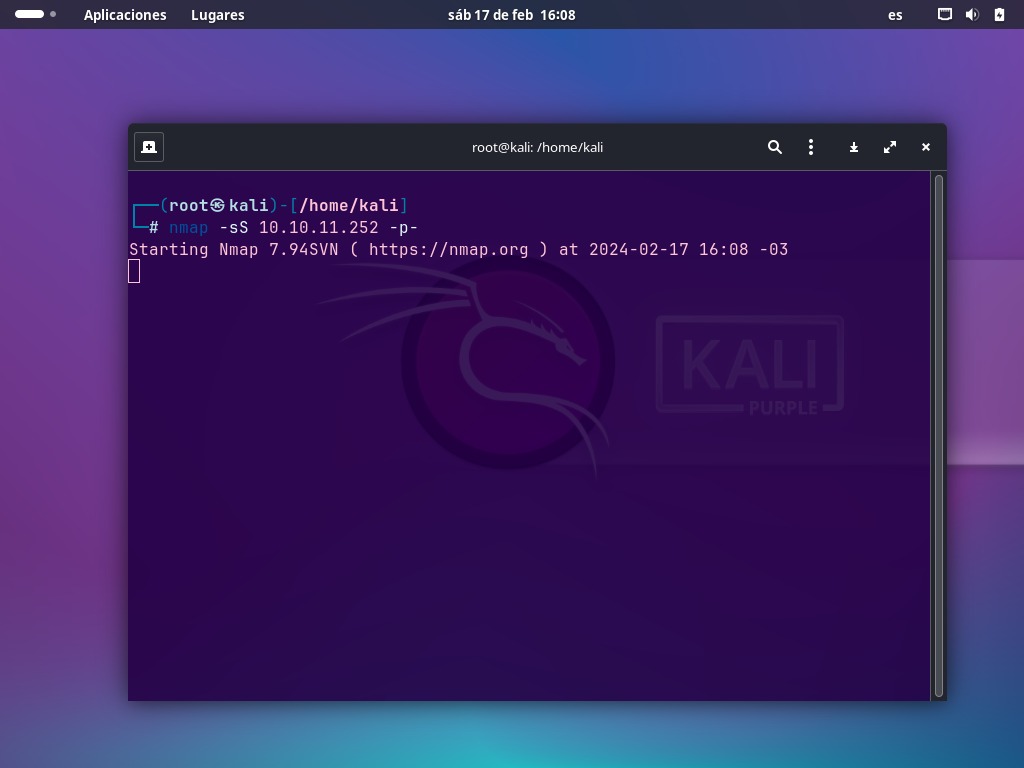 Aplicaciones Lugares sáb 17 de feb 16:08 es
root@kali: /home/kali
(root㉿kali)-[/home/kali]
# nmap -sS 10.10.11.252 -p-
Starting Nmap 7.94SVN ( https://nmap.org ) at 2024-02-17 16:08 -03
KALI
PURPLE